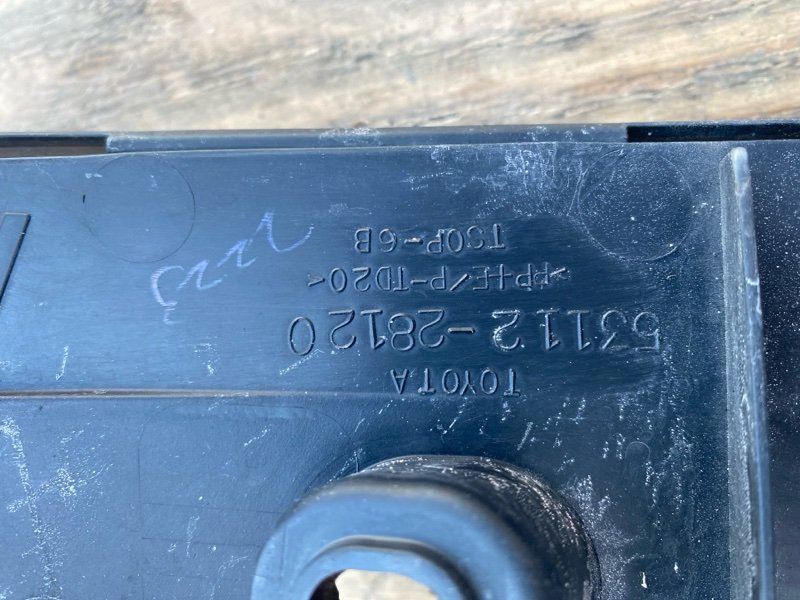 TOYOTA
53112-28120
>PP+E/P-TD20<
TSOP-6B